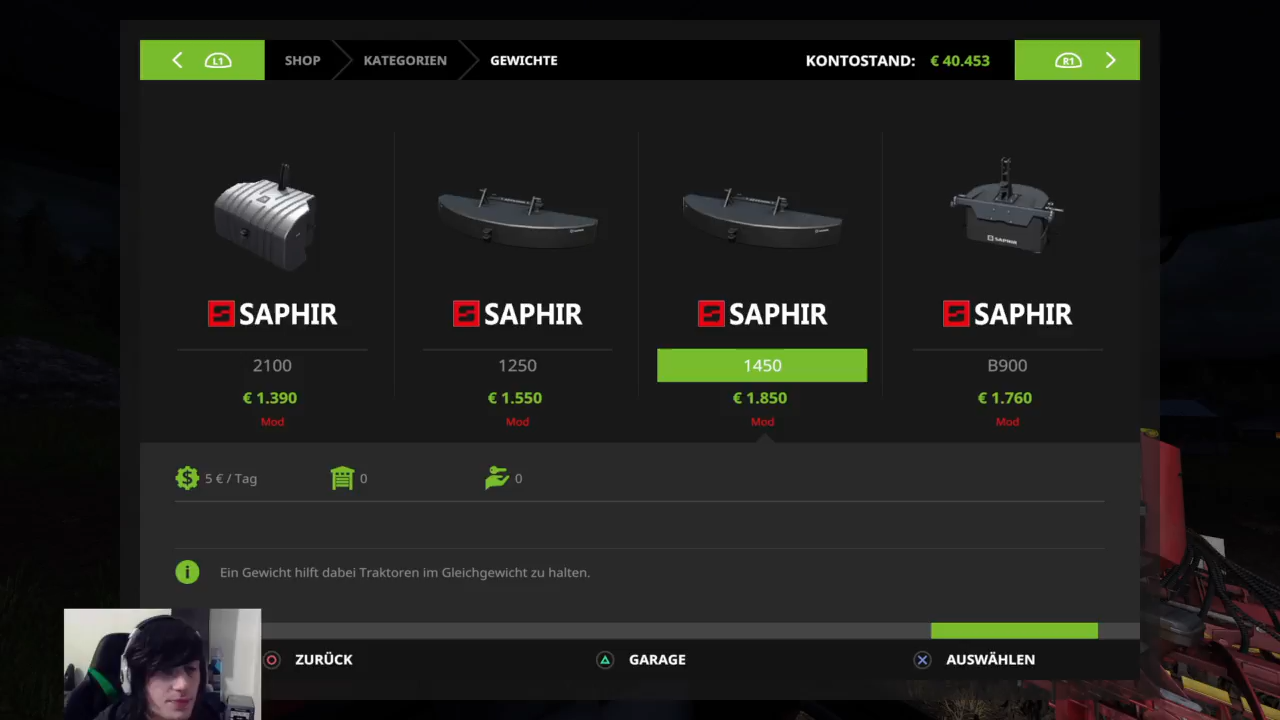 L1 SHOP KATEGORIEN GEWICHTE KONTOSTAND: € 40.453 R1
SAPHIR SAPHIR SAPHIR SAPHIR
2100 1250 1450 B900
€ 1.390 € 1.550 € 1.850 € 1.760
Mod Mod Mod Mod
5 € / Tag 0 0
Ein Gewicht hilft dabei Traktoren im Gleichgewicht zu halten.
ZURÜCK GARAGE AUSWÄHLEN